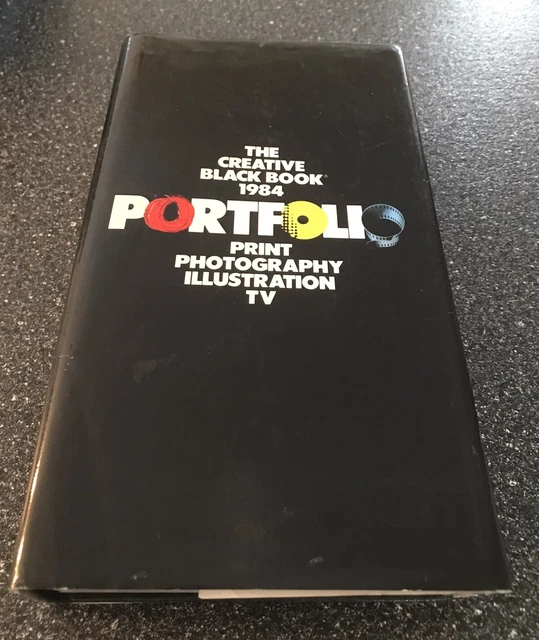 THE
CREATIVE
BLACK BOOK®
1984
PORTFOLIO
PRINT
PHOTOGRAPHY
ILLUSTRATION
TV